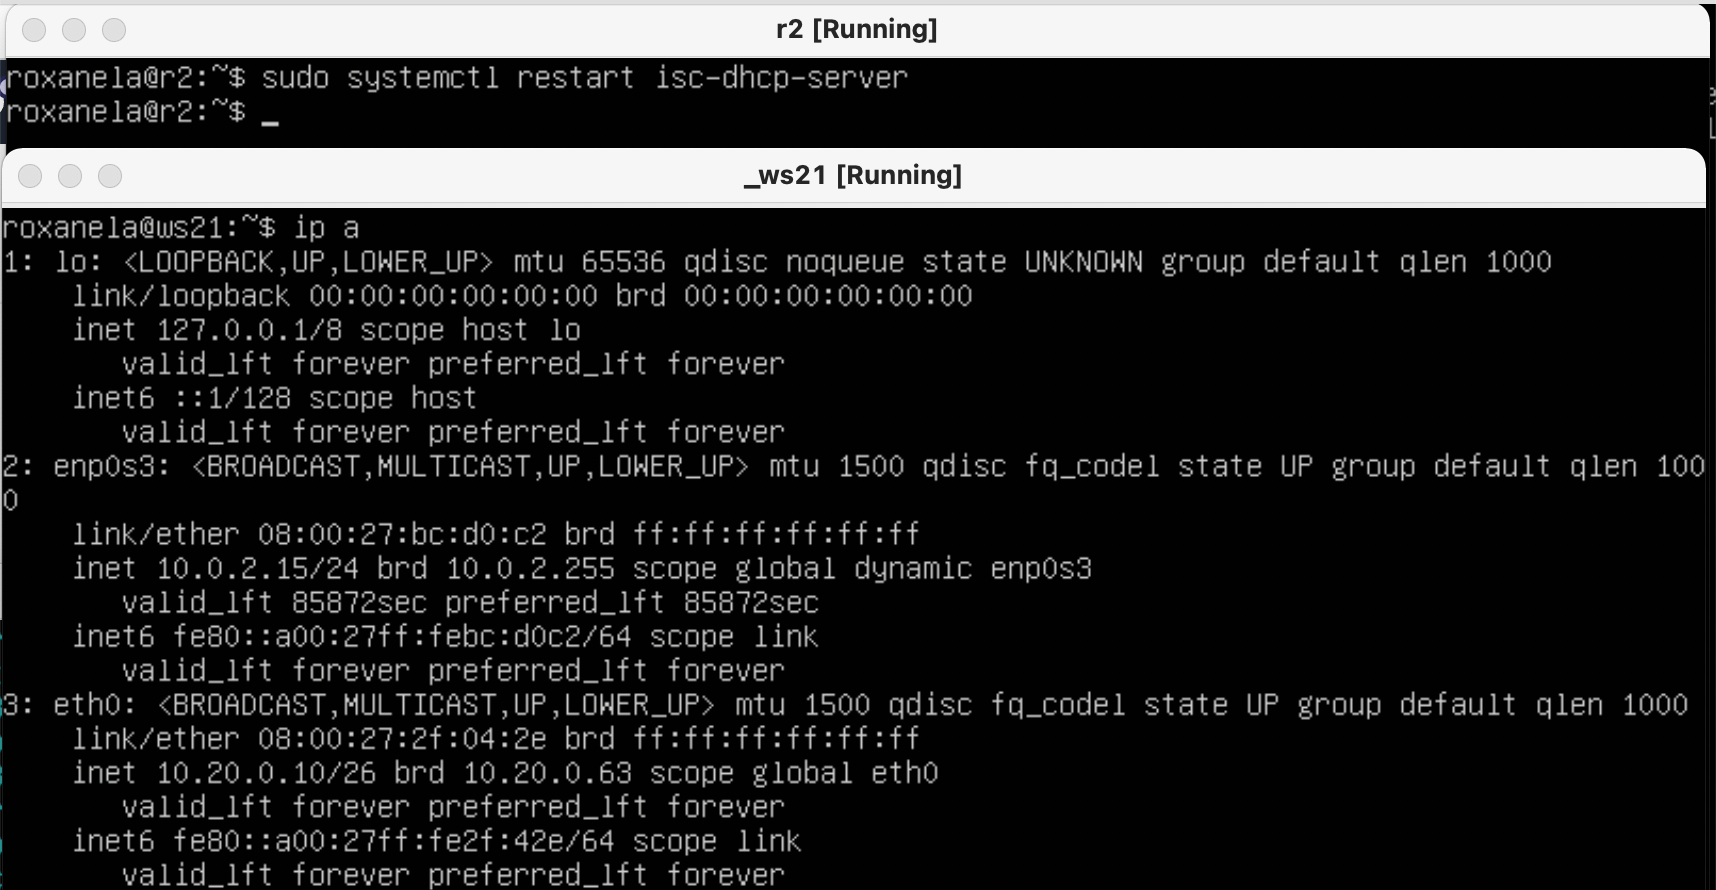 r2 [Running]
roxanela@r2:~$ sudo systemctl restart isc-dhcp-server
roxanela@r2:~$ _
_ws21 [Running]
roxanela@ws21:~$ ip a
1: lo: <LOOPBACK,UP,LOWER_UP> mtu 65536 qdisc noqueue state UNKNOWN group default qlen 1000
link/loopback 00:00:00:00:00:00 brd 00:00:00:00:00:00
inet 127.0.0.1/8 scope host lo
valid_lft forever preferred_lft forever
inet6 ::1/128 scope host
valid_lft forever preferred_lft forever
2: enp0s3: <BROADCAST,MULTICAST,UP,LOWER_UP> mtu 1500 qdisc fq_codel state UP group default qlen 100
0
link/ether 08:00:27:bc:d0:c2 brd ff:ff:ff:ff:ff:ff
inet 10.0.2.15/24 brd 10.0.2.255 scope global dynamic enp0s3
valid_lft 85872sec preferred_lft 85872sec
inet6 fe80::a00:27ff:febc:d0c2/64 scope link
valid_lft forever preferred_lft forever
3: eth0: <BROADCAST,MULTICAST,UP,LOWER_UP> mtu 1500 qdisc fq_codel state UP group default qlen 1000
link/ether 08:00:27:2f:04:2e brd ff:ff:ff:ff:ff:ff
inet 10.20.0.10/26 brd 10.20.0.63 scope global eth0
valid_lft forever preferred_lft forever
inet6 fe80::a00:27ff:fe2f:42e/64 scope link
valid_lft forever preferred_lft forever